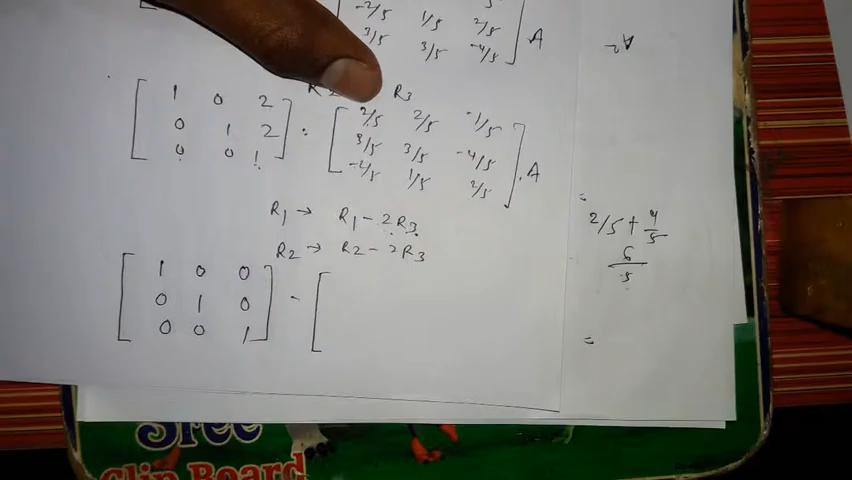 -2/5 1/5 2/5
3/5 3/5 -4/5 A
R3
1 0 2 2/5 2/5 -1/5
0 1 2 : 3/5 3/5 -4/5 . A
0 0 1 -2/5 1/5 2/5
R1 → R1 - 2R3
R2 → R2 - 2R3
2/5 + 4/5
6/5
=
1 0 0
0 1 0 -
0 0 1
=
Sree
Clip Board